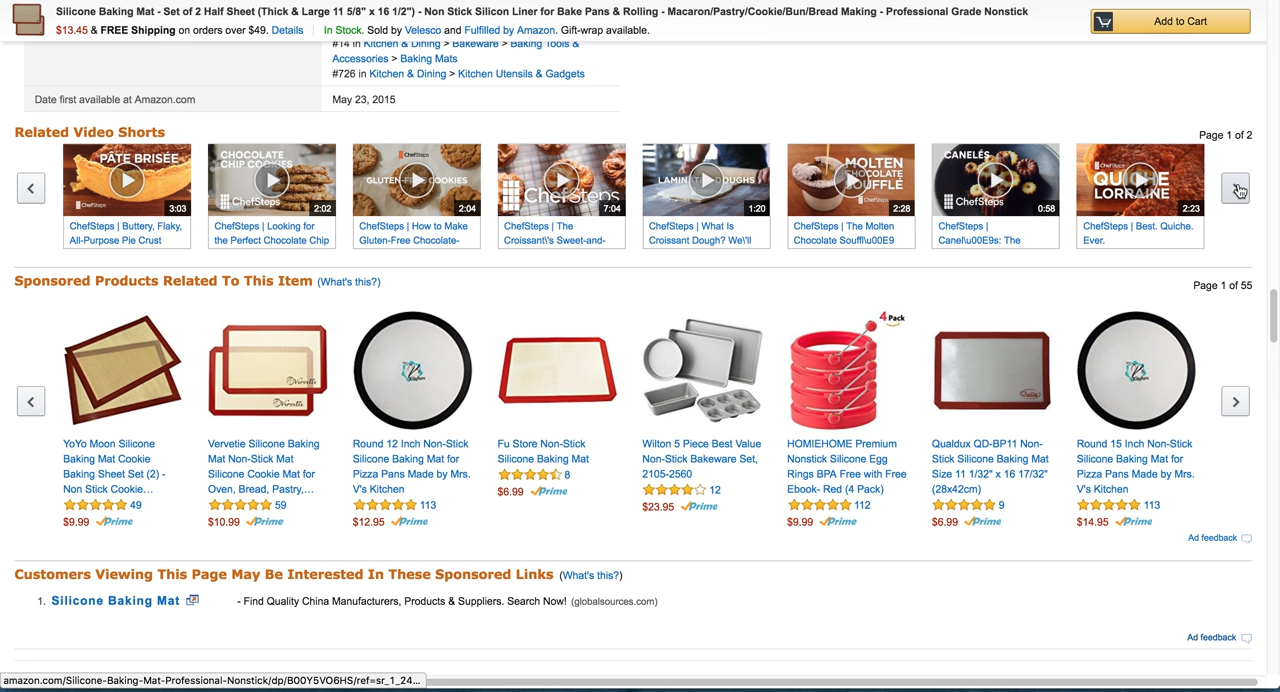 Silicone Baking Mat - Set of 2 Half Sheet (Thick & Large 11 5/8" x 16 1/2") - Non Stick Silicon Liner for Bake Pans & Rolling - Macaron/Pastry/Cookie/Bun/Bread Making - Professional Grade Nonstick
$13.45 & FREE Shipping on orders over $49. Details In Stock. Sold by Velesco and Fulfilled by Amazon. Gift-wrap available.
Add to Cart
#14 in Kitchen & Dining > Bakeware > Baking Tools &
Accessories > Baking Mats
#726 in Kitchen & Dining > Kitchen Utensils & Gadgets
Date first available at Amazon.com May 23, 2015
Related Video Shorts
Page 1 of 2
PÂTE BRISÉE
ChefSteps
3:03
ChefSteps | Buttery, Flaky,
All-Purpose Pie Crust
CHOCOLATE
CHIP COOKIES
ChefSteps
2:02
ChefSteps | Looking for
the Perfect Chocolate Chip
ChefSteps
GLUTEN-FREE COOKIES
2:04
ChefSteps | How to Make
Gluten-Free Chocolate-
ChefSteps
7:04
ChefSteps | The
Croissant\'s Sweet-and-
LAMINATED DOUGHS
1:20
ChefSteps | What Is
Croissant Dough? We\'ll
MOLTEN
CHOCOLATE
SOUFFLÉ
2:28
ChefSteps | The Molten
Chocolate Souffl\u00E9
CANELÉS
ChefSteps
0:58
ChefSteps |
Canel\u00E9s: The
ChefSteps
QUICHE
LORRAINE
2:23
ChefSteps | Best. Quiche.
Ever.
Sponsored Products Related To This Item (What's this?)
Page 1 of 55
YoYo Moon Silicone
Baking Mat Cookie
Baking Sheet Set (2) -
Non Stick Cookie...
49
$9.99 Prime
Vervette
Vervette
Vervetie Silicone Baking
Mat Non-Stick Mat
Silicone Cookie Mat for
Oven, Bread, Pastry,...
59
$10.99 Prime
Round 12 Inch Non-Stick
Silicone Baking Mat for
Pizza Pans Made by Mrs.
V's Kitchen
113
$12.95 Prime
Fu Store Non-Stick
Silicone Baking Mat
8
$6.99 Prime
Wilton 5 Piece Best Value
Non-Stick Bakeware Set,
2105-2560
12
$23.95 Prime
4 Pack
HOMIEHOME Premium
Nonstick Silicone Egg
Rings BPA Free with Free
Ebook- Red (4 Pack)
112
$9.99 Prime
Qualdux QD-BP11 Non-
Stick Silicone Baking Mat
Size 11 1/32" x 16 17/32"
(28x42cm)
9
$6.99 Prime
Round 15 Inch Non-Stick
Silicone Baking Mat for
Pizza Pans Made by Mrs.
V's Kitchen
113
$14.95 Prime
Ad feedback
Customers Viewing This Page May Be Interested In These Sponsored Links (What's this?)
1. Silicone Baking Mat - Find Quality China Manufacturers, Products & Suppliers. Search Now! (globalsources.com)
Ad feedback
amazon.com/Silicone-Baking-Mat-Professional-Nonstick/dp/B00Y5VO6HS/ref=sr_1_24...